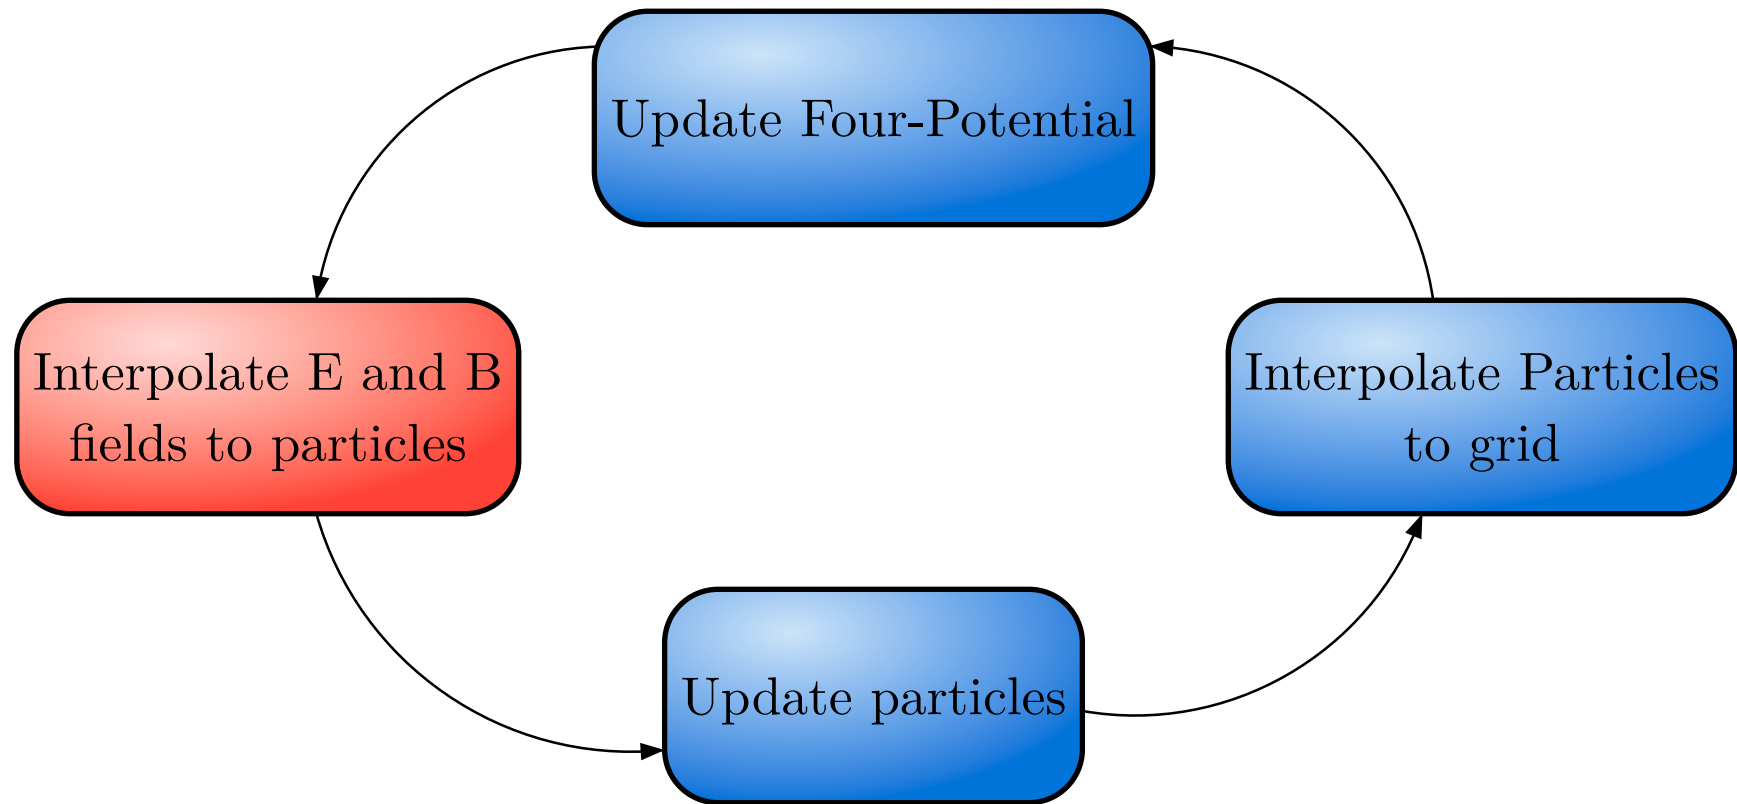 Update Four-Potential
Interpolate E and B
fields to particles
Interpolate Particles
to grid
Update particles